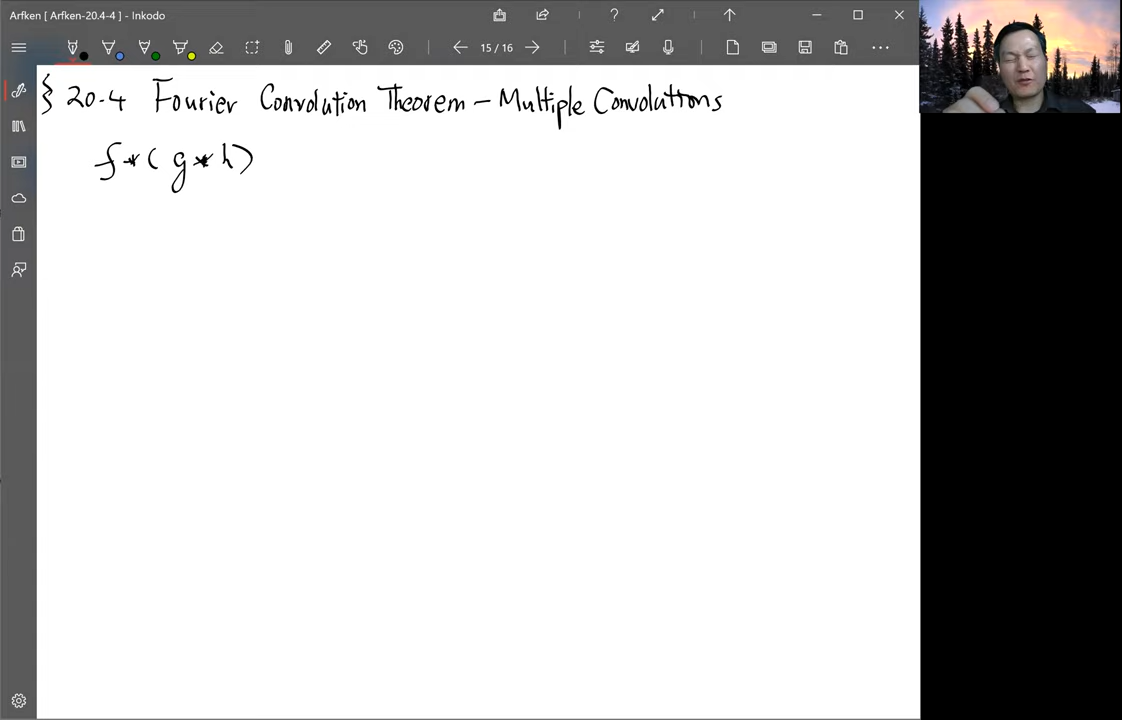 Arfken [ Arfken-20.4-4 ] - Inkodo
15 / 16
§ 20.4 Fourier Convolution Theorem – Multiple Convolutions
f * ( g * h )